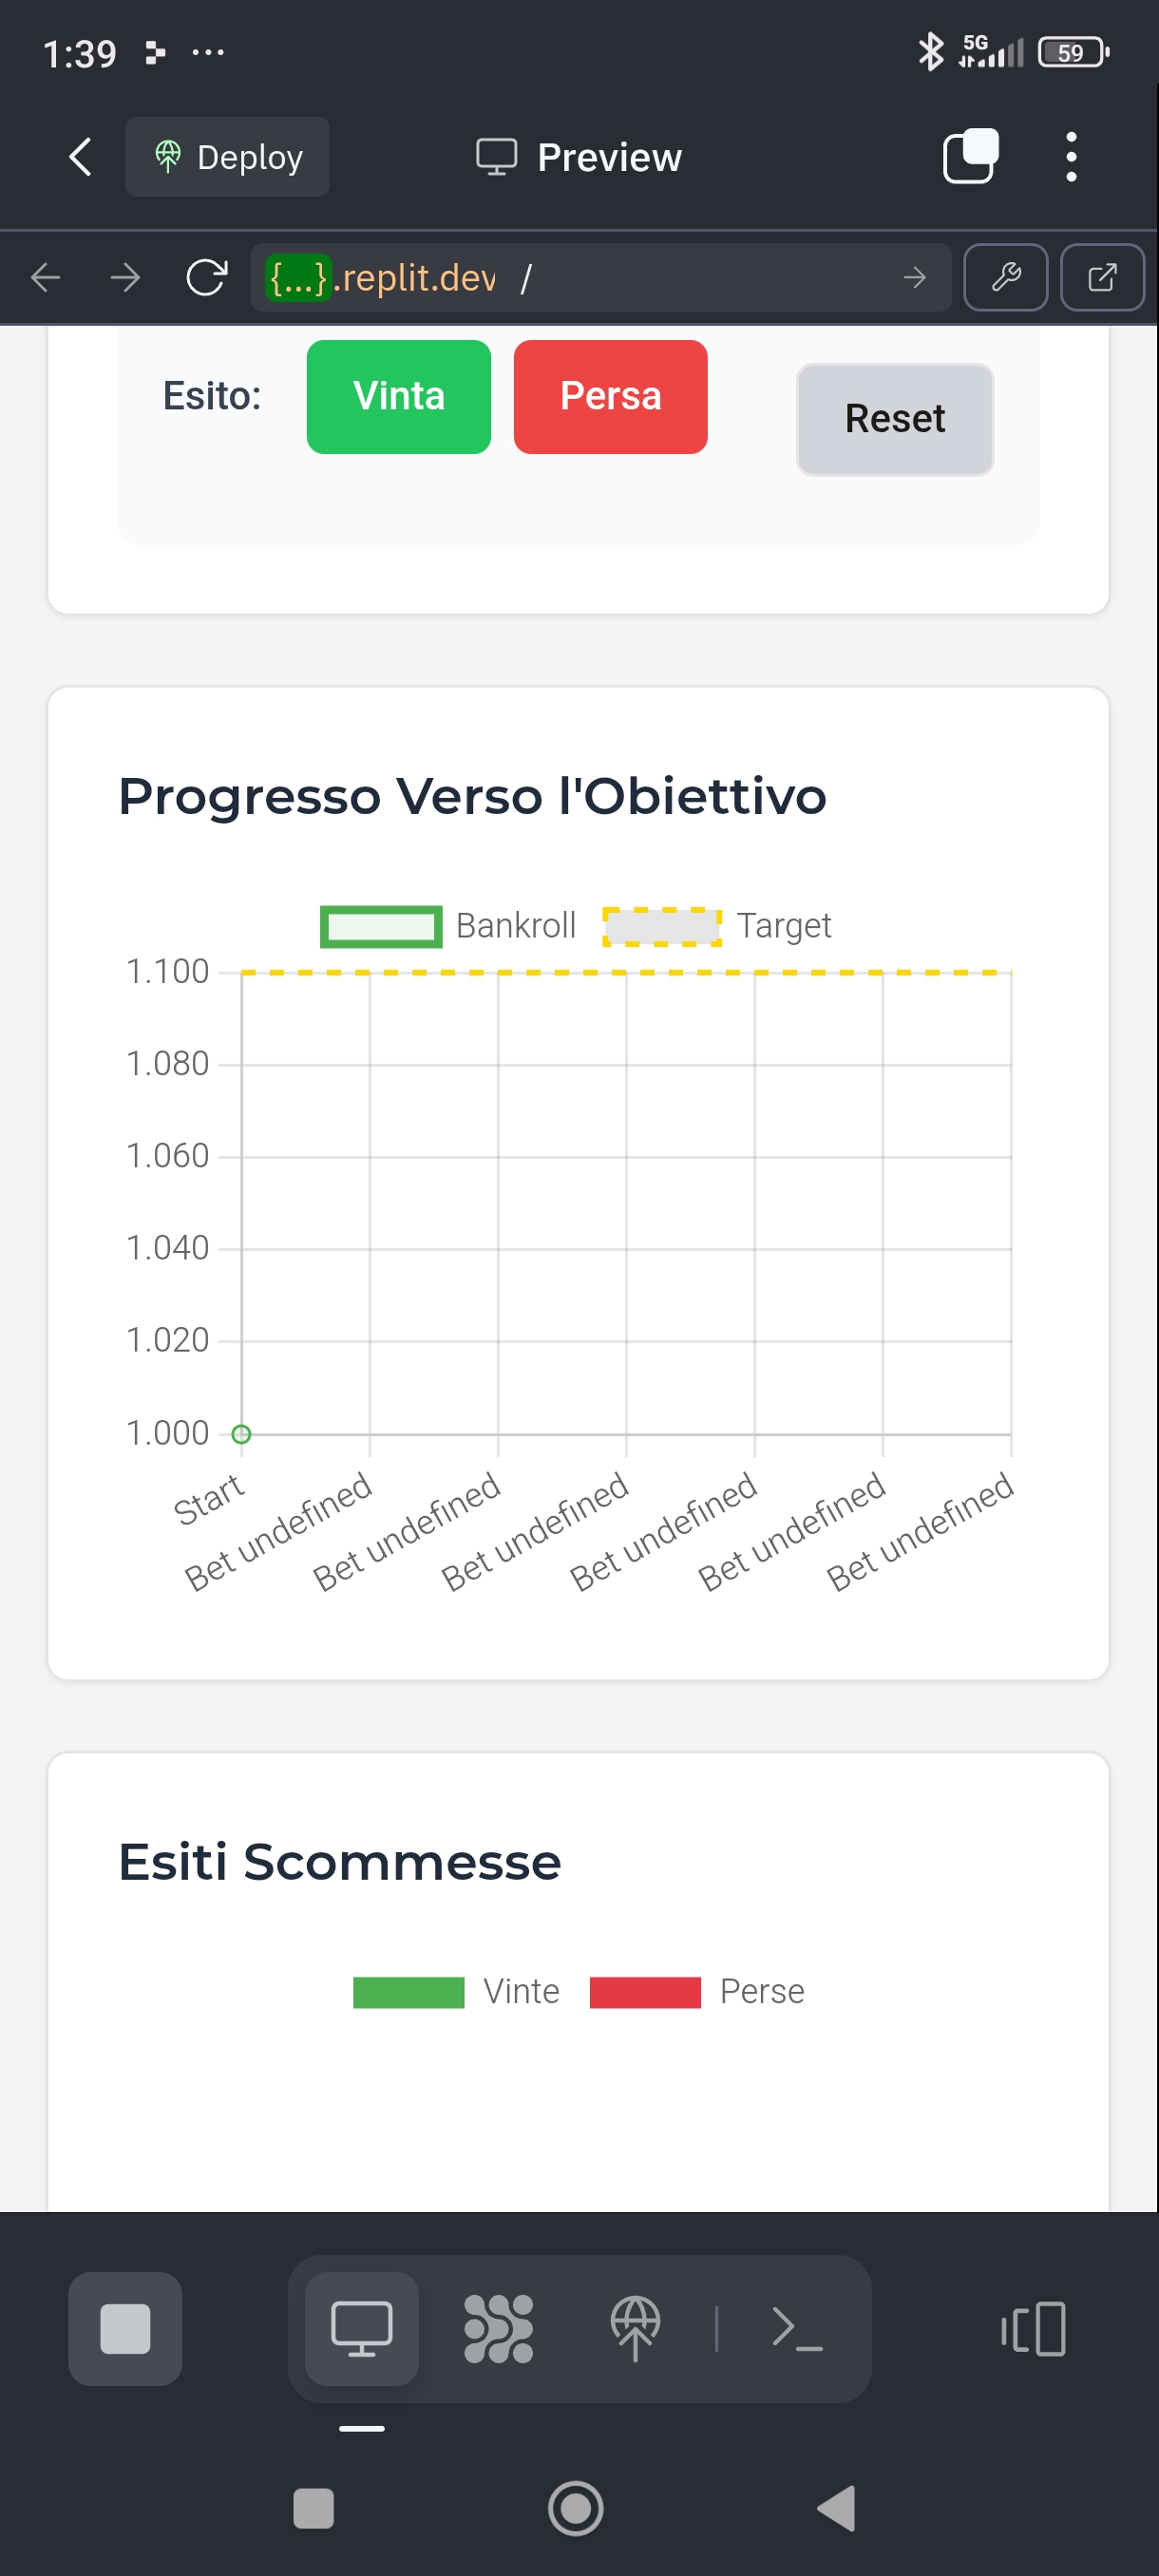 1:39 ... 5G 59
Deploy Preview
{...}.replit.dev /
Esito: Vinta Persa Reset
Progresso Verso l'Obiettivo
Bankroll Target
1.100
1.080
1.060
1.040
1.020
1.000
Start Bet undefined Bet undefined Bet undefined Bet undefined Bet undefined Bet undefined
Esiti Scommesse
Vinte Perse